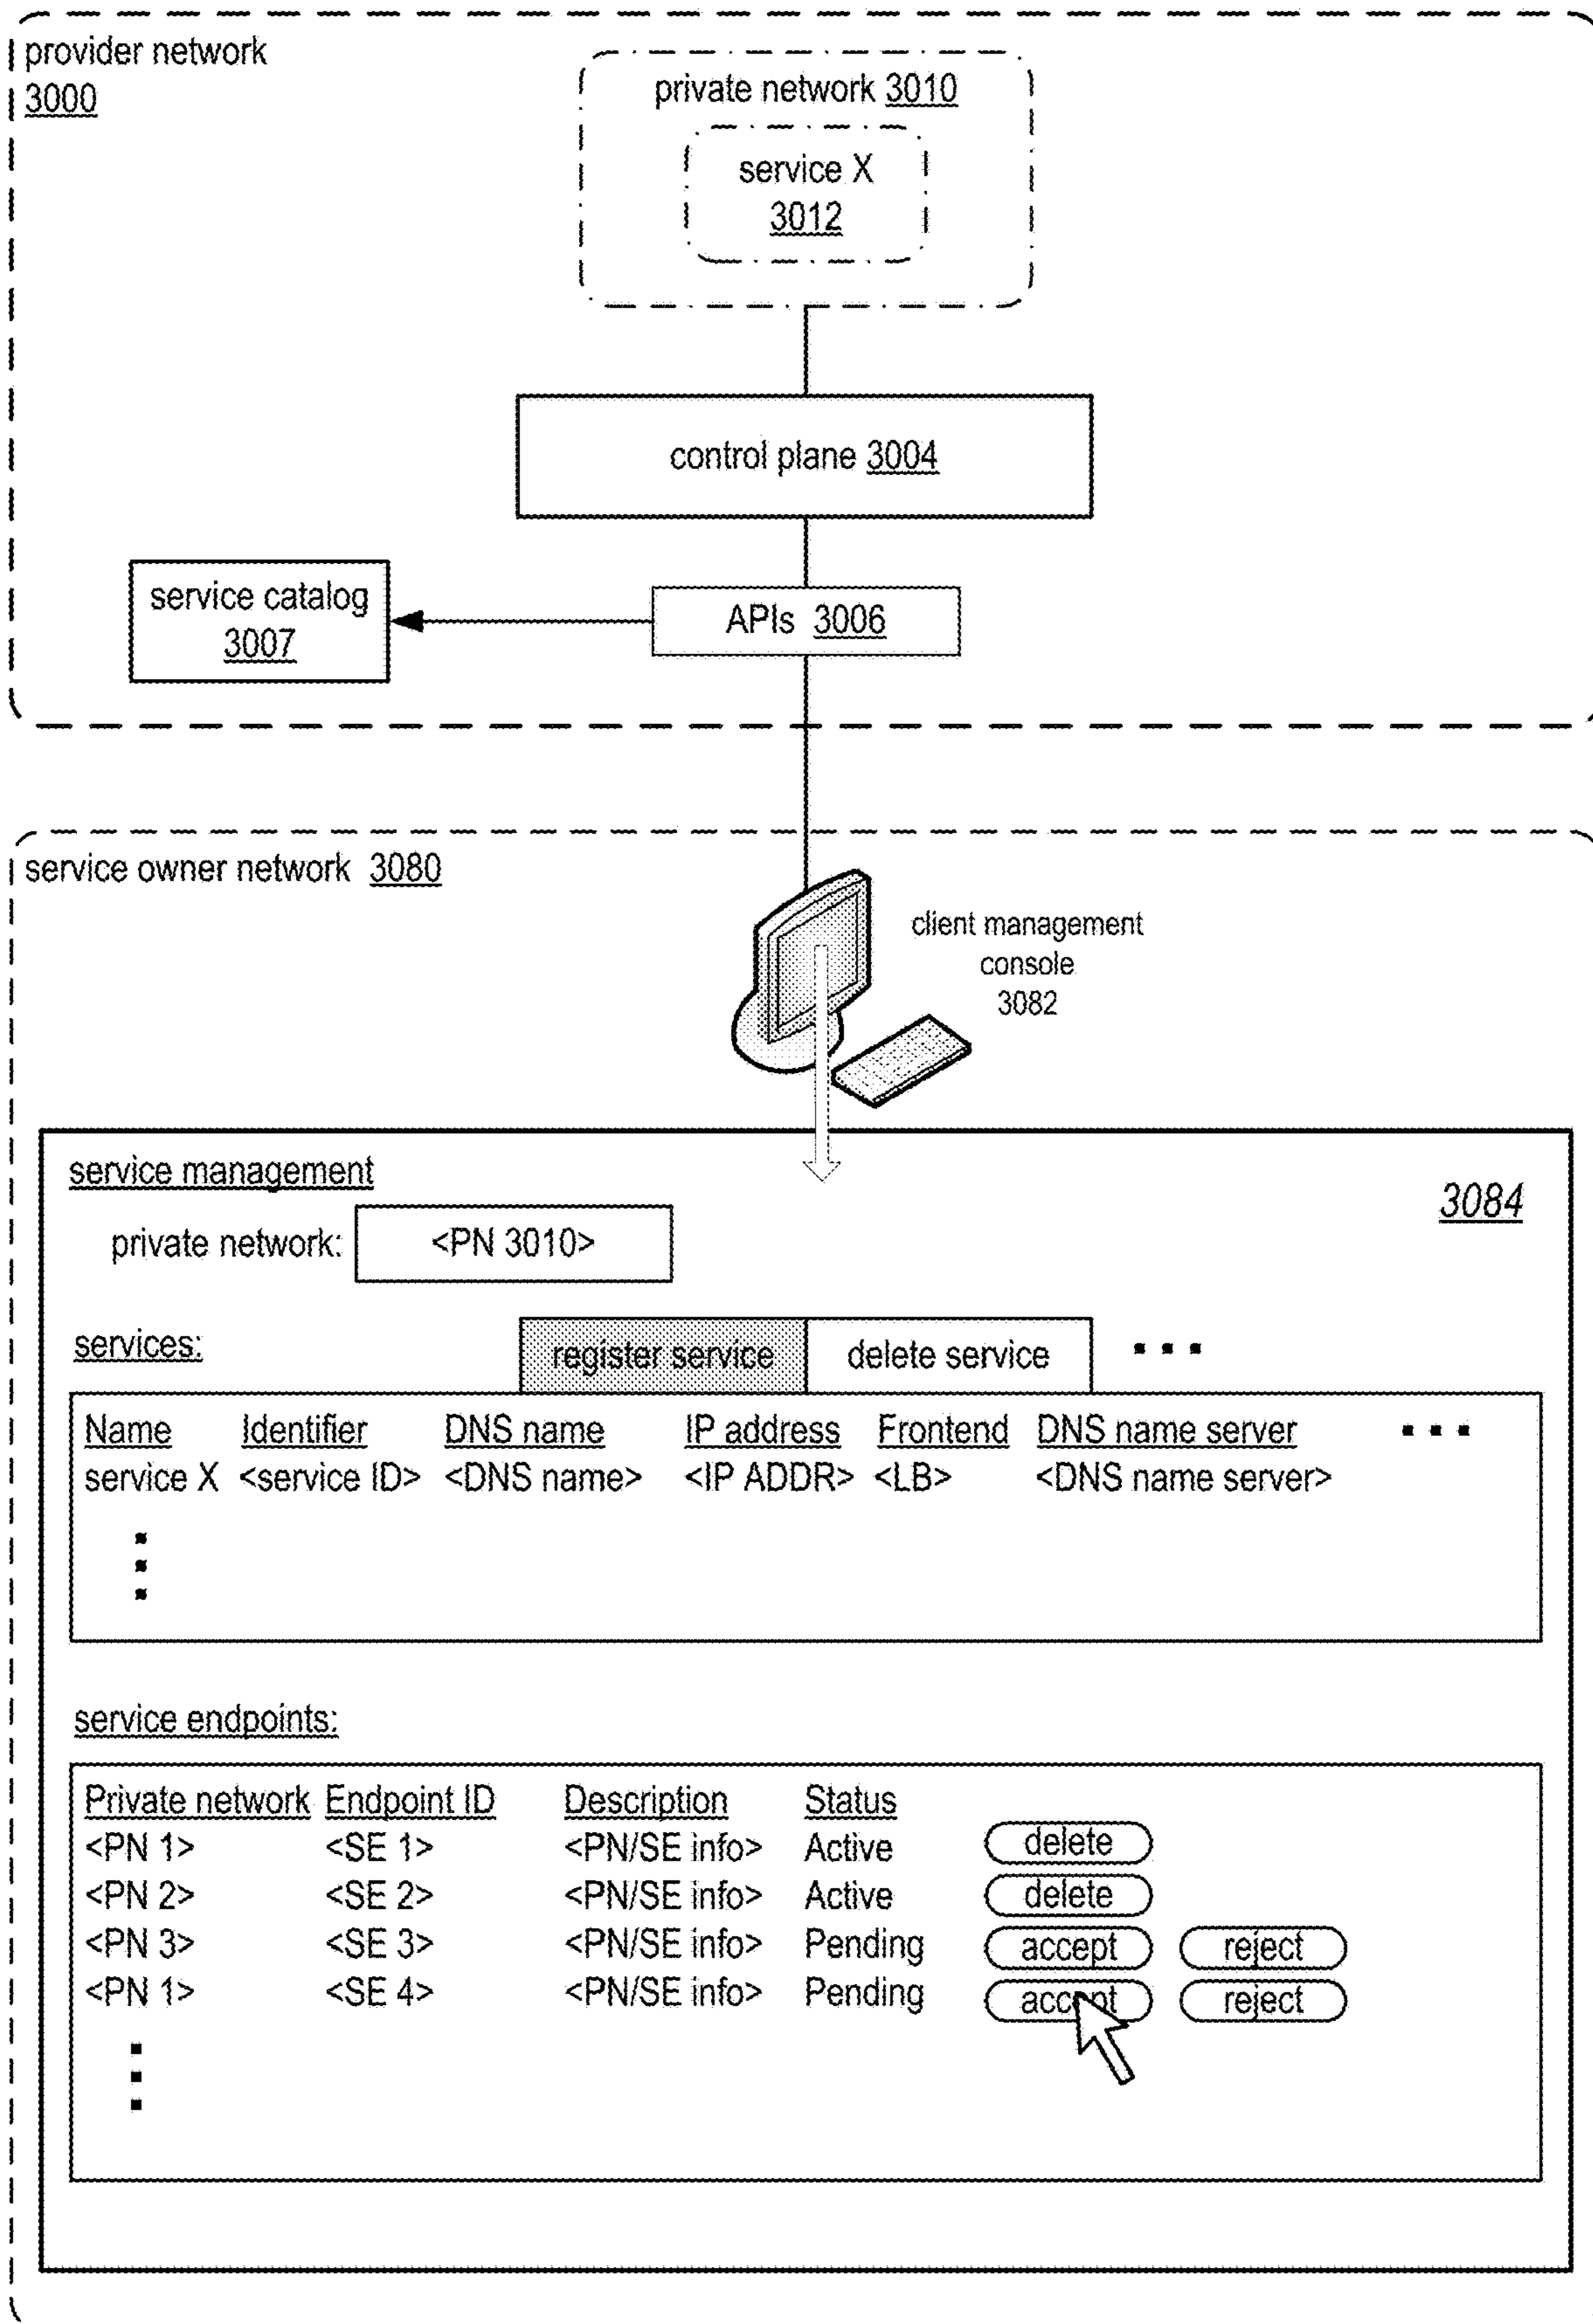 provider network
3000
private network 3010
service X
3012
control plane 3004
service catalog
3007
APIs 3006
service owner network 3080
client management
console
3082
service management
3084
private network: <PN 3010>
services: register service delete service
Name Identifier DNS name IP address Frontend DNS name server
service X <service ID> <DNS name> <IP ADDR> <LB> <DNS name server>
service endpoints:
Private network Endpoint ID Description Status
<PN 1> <SE 1> <PN/SE info> Active delete
<PN 2> <SE 2> <PN/SE info> Active delete
<PN 3> <SE 3> <PN/SE info> Pending accept reject
<PN 1> <SE 4> <PN/SE info> Pending accept reject